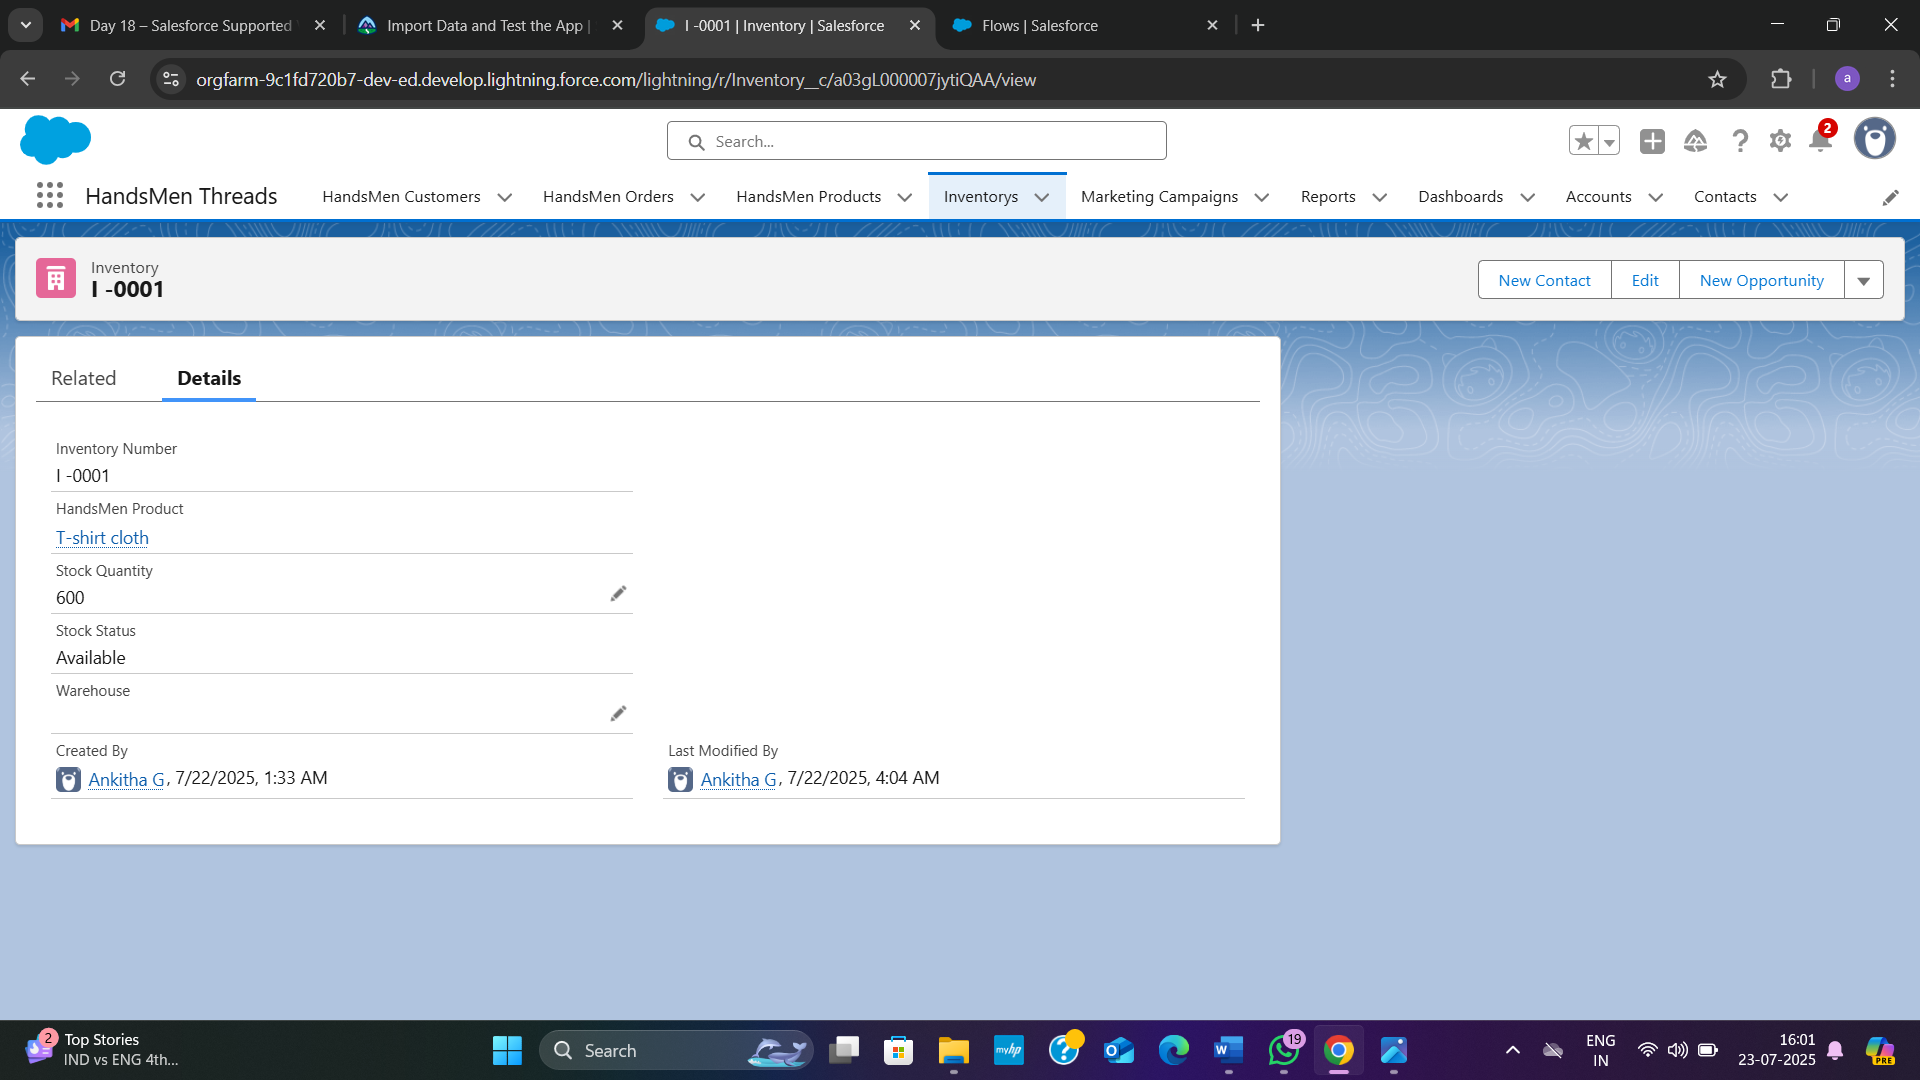 Day 18 – Salesforce Supported
Import Data and Test the App |
I -0001 | Inventory | Salesforce
Flows | Salesforce
orgfarm-9c1fd720b7-dev-ed.develop.lightning.force.com/lightning/r/Inventory__c/a03gL000007jytiQAA/view
a
Search...
2
HandsMen Threads
HandsMen Customers
HandsMen Orders
HandsMen Products
Inventorys
Marketing Campaigns
Reports
Dashboards
Accounts
Contacts
Inventory
I -0001
New Contact
Edit
New Opportunity
Related
Details
Inventory Number
I -0001
HandsMen Product
T-shirt cloth
Stock Quantity
600
Stock Status
Available
Warehouse
Created By
Ankitha G, 7/22/2025, 1:33 AM
Last Modified By
Ankitha G, 7/22/2025, 4:04 AM
2
Top Stories
IND vs ENG 4th...
Search
myhp
19
ENG
IN
16:01
23-07-2025
PRE